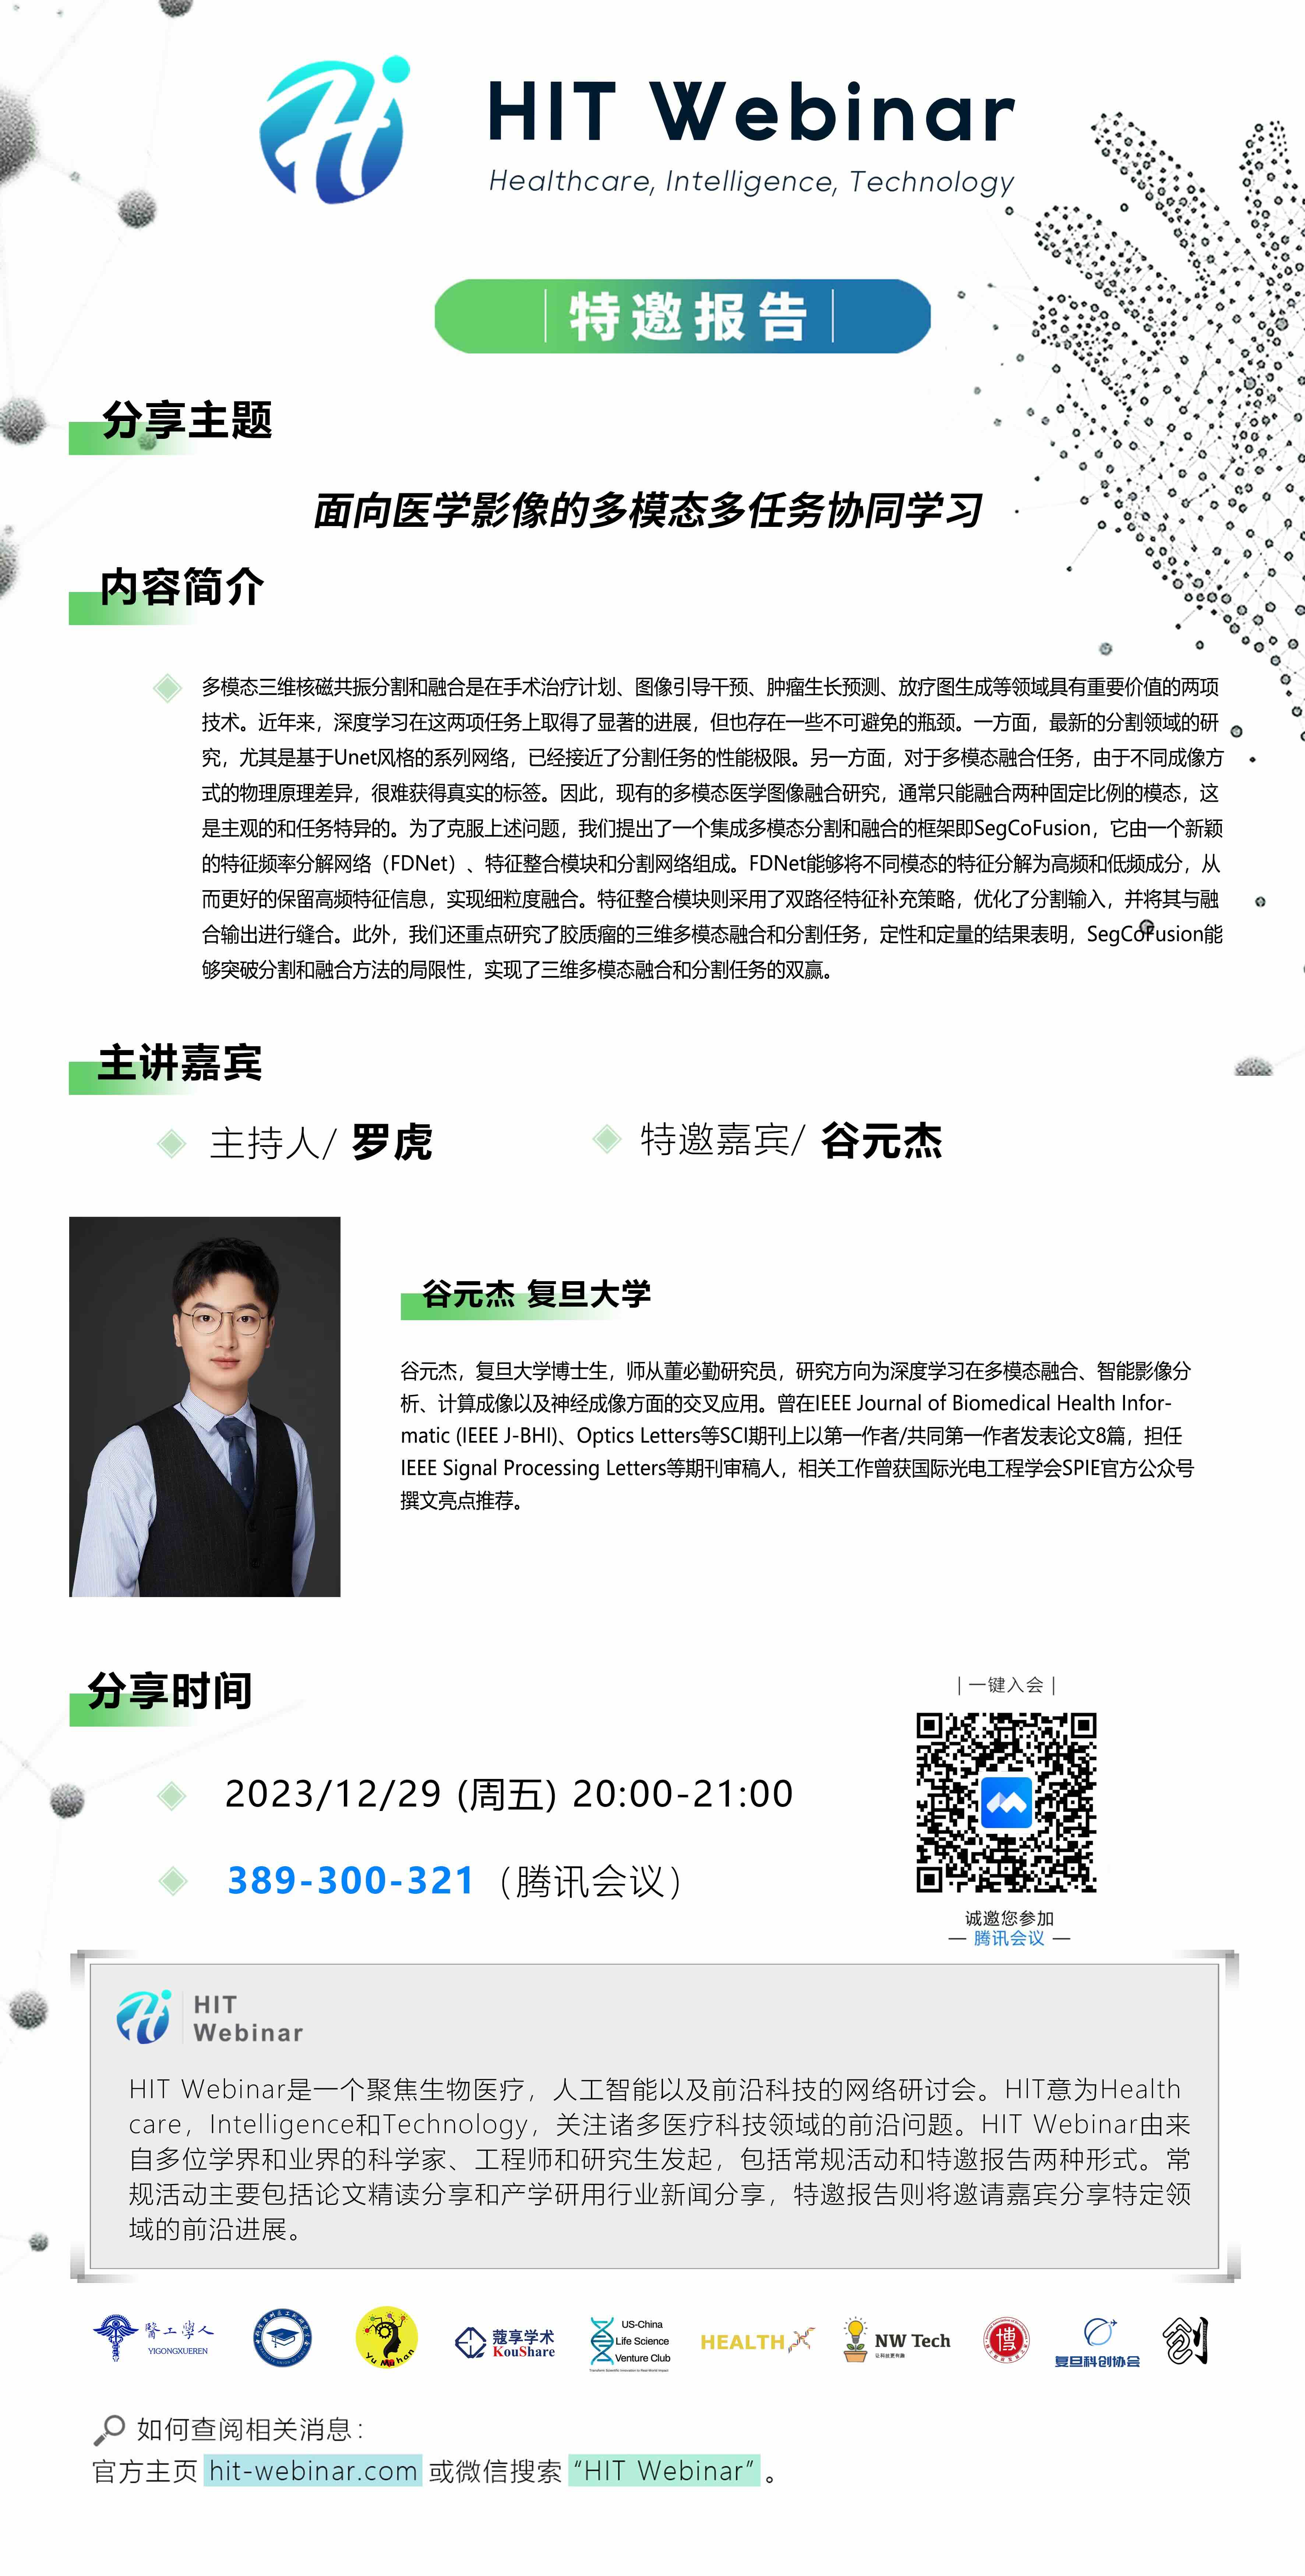 HIT Webinar
Healthcare, Intelligence, Technology
特邀报告
分享主题
面向医学影像的多模态多任务协同学习
内容简介
多模态三维核磁共振分割和融合是在手术治疗计划、图像引导干预、肿瘤生长预测、放疗图生成等领域具有重要价值的两项
技术。近年来，深度学习在这两项任务上取得了显著的进展，但也存在一些不可避免的瓶颈。一方面，最新的分割领域的研
究，尤其是基于Unet风格的系列网络，已经接近了分割任务的性能极限。另一方面，对于多模态融合任务，由于不同成像方
式的物理原理差异，很难获得真实的标签。因此，现有的多模态医学图像融合研究，通常只能融合两种固定比例的模态，这
是主观的和任务特异的。为了克服上述问题，我们提出了一个集成多模态分割和融合的框架即SegCoFusion，它由一个新颖
的特征频率分解网络（FDNet）、特征整合模块和分割网络组成。FDNet能够将不同模态的特征分解为高频和低频成分，从
而更好的保留高频特征信息，实现细粒度融合。特征整合模块则采用了双路径特征补充策略，优化了分割输入，并将其与融
合输出进行缝合。此外，我们还重点研究了胶质瘤的三维多模态融合和分割任务，定性和定量的结果表明，SegCoFusion能
够突破分割和融合方法的局限性，实现了三维多模态融合和分割任务的双赢。
主讲嘉宾
主持人/ 罗虎
特邀嘉宾/ 谷元杰
谷元杰 复旦大学
谷元杰，复旦大学博士生，师从董必勤研究员，研究方向为深度学习在多模态融合、智能影像分
析、计算成像以及神经成像方面的交叉应用。曾在IEEE Journal of Biomedical Health Infor-
matic (IEEE J-BHI)、Optics Letters等SCI期刊上以第一作者/共同第一作者发表论文8篇，担任
IEEE Signal Processing Letters等期刊审稿人，相关工作曾获国际光电工程学会SPIE官方公众号
撰文亮点推荐。
分享时间
2023/12/29 (周五) 20:00-21:00
389-300-321（腾讯会议）
| 一键入会 |
诚邀您参加
— 腾讯会议 —
HIT
Webinar
HIT Webinar是一个聚焦生物医疗，人工智能以及前沿科技的网络研讨会。HIT意为Health
care，Intelligence和Technology，关注诸多医疗科技领域的前沿问题。HIT Webinar由来
自多位学界和业界的科学家、工程师和研究生发起，包括常规活动和特邀报告两种形式。常
规活动主要包括论文精读分享和产学研用行业新闻分享，特邀报告则将邀请嘉宾分享特定领
域的前沿进展。
醫工學人
YIGONGXUEREN
Yu Mu han
蔻享学术
KouShare
US-China
Life Science
Venture Club
HEALTH
NW Tech
让科技更有趣
博
复旦科创协会
创
如何查阅相关消息：
官方主页 hit-webinar.com 或微信搜索 “HIT Webinar” 。